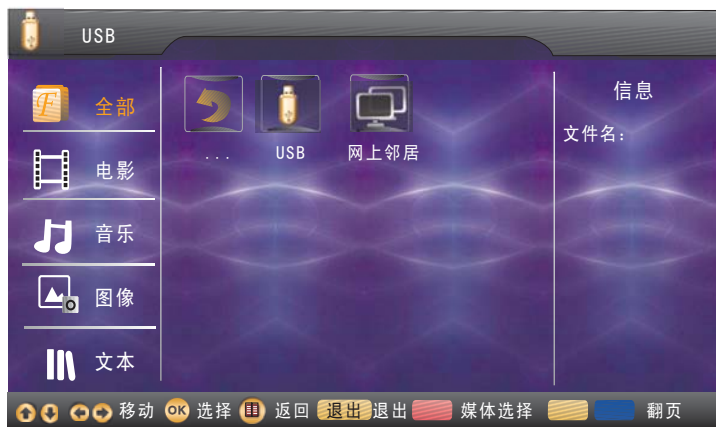 USB
全部
电影
音乐
图像
文本
... USB 网上邻居
信息
文件名:
移动 OK 选择 返回 退出 退出 媒体选择 翻页